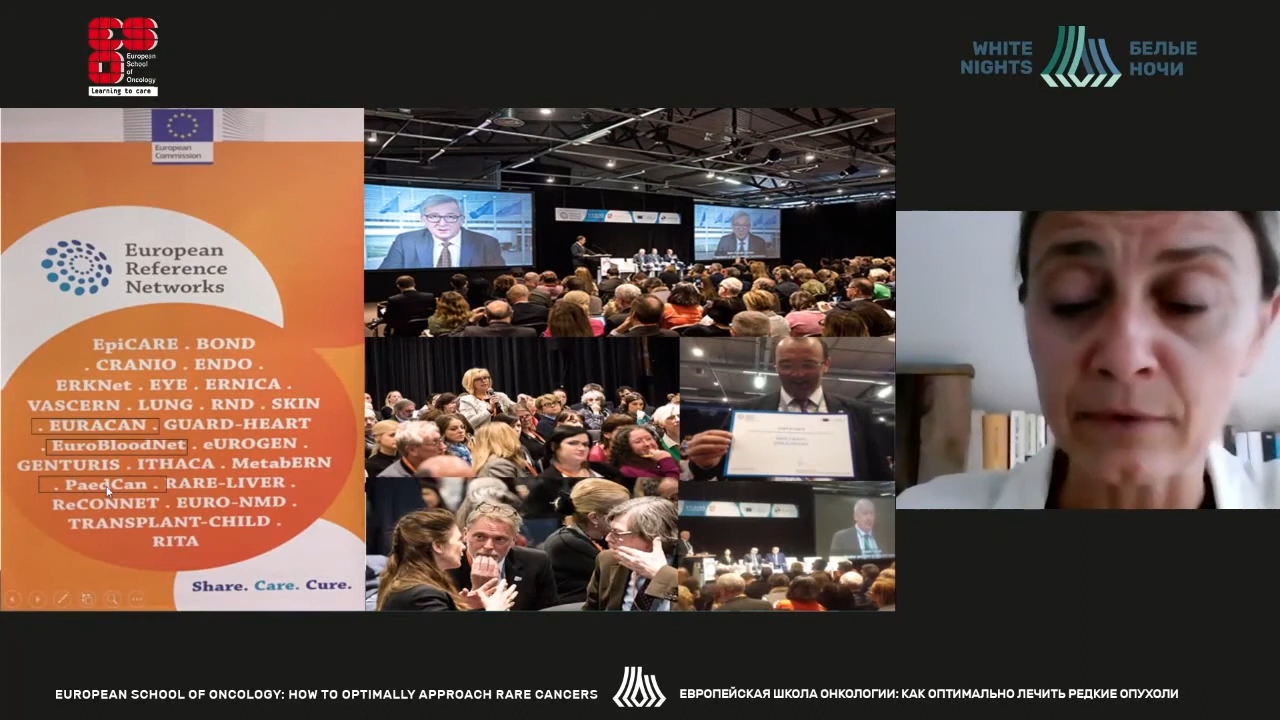 European
School
of
Oncology
Learning to care
WHITE
NIGHTS
БЕЛЫЕ
НОЧИ
European
Commission
European
Reference
Networks
EpiCARE . BOND
. CRANIO . ENDO .
ERKNet . EYE . ERNICA .
VASCERN . LUNG . RND . SKIN
. EURACAN . GUARD-HEART
. EuroBloodNet . eUROGEN .
GENTURIS . ITHACA . MetabERN
. PaedCan . RARE-LIVER .
ReCONNET . EURO-NMD .
TRANSPLANT-CHILD .
RITA
Share. Care. Cure.
EUROPEAN SCHOOL OF ONCOLOGY: HOW TO OPTIMALLY APPROACH RARE CANCERS
ЕВРОПЕЙСКАЯ ШКОЛА ОНКОЛОГИИ: КАК ОПТИМАЛЬНО ЛЕЧИТЬ РЕДКИЕ ОПУХОЛИ